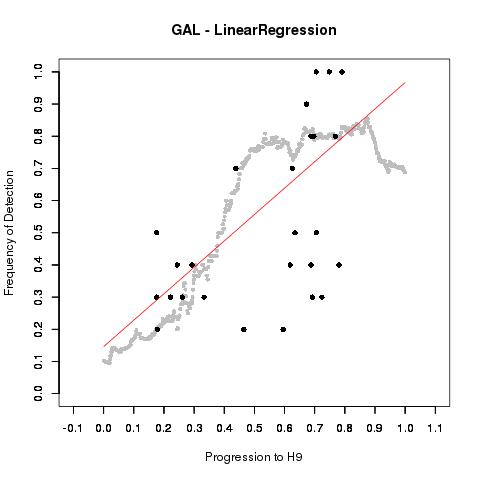 GAL - LinearRegression
Frequency of Detection
1.0
0.9
0.8
0.7
0.6
0.5
0.4
0.3
0.2
0.1
0.0
-0.1 0.0 0.1 0.2 0.3 0.4 0.5 0.6 0.7 0.8 0.9 1.0 1.1
Progression to H9